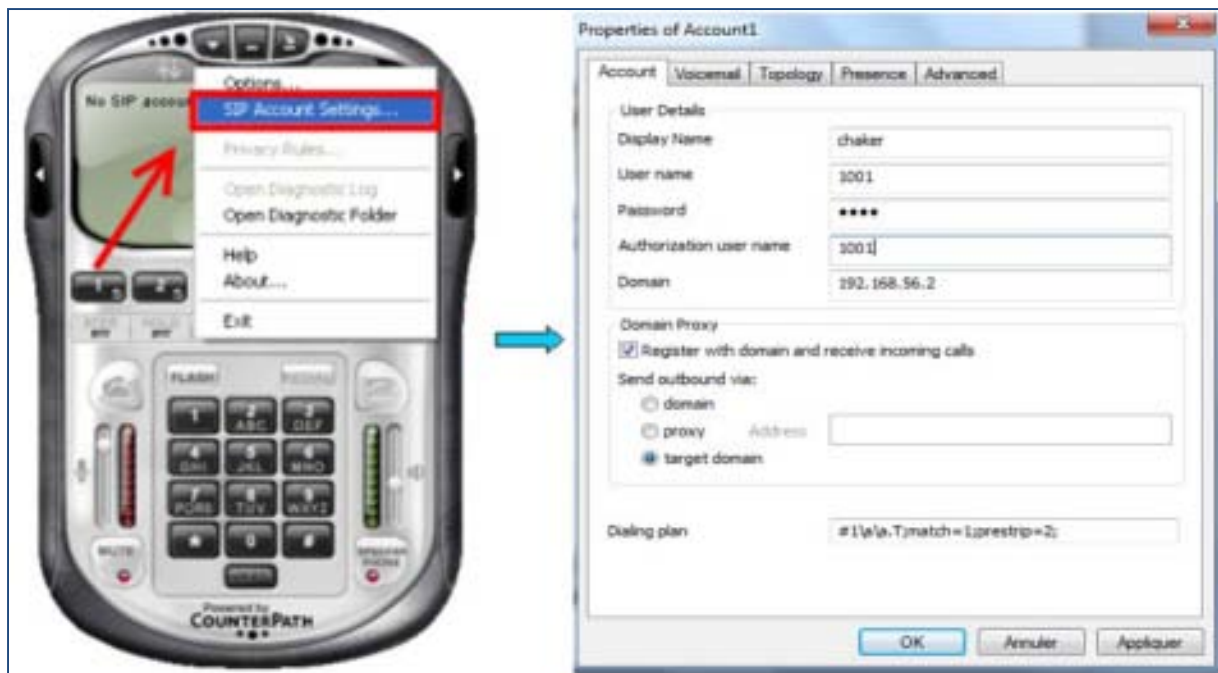 No SIP accou
Options...
SIP Account Settings...
Privacy Rules...
Open Diagnostic Log
Open Diagnostic Folder
Help
About...
Exit
1
2
FLASH
REDIAL
1
2
ABC
3
DEF
4
GHI
5
JKL
6
MNO
7
PQRS
8
TUV
9
WXYZ
*
0
#
MUTE
SPEAKER
PHONE
Powered by
COUNTERPATH
Properties of Account1
Account Voicemail Topology Presence Advanced
User Details
Display Name chaker
User name 1001
Password ••••
Authorization user name 1001
Domain 192.168.56.2
Domain Proxy
Register with domain and receive incoming calls
Send outbound via:
domain
proxy Address
target domain
Dialing plan #1\a\a.T;match=1;prestrip=2;
OK Annuler Appliquer